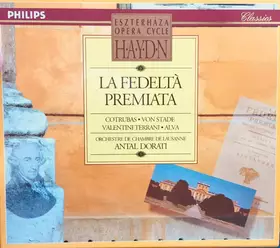 PHILIPS
Classics
ESZTERHÁZA
OPERA CYCLE
HAYDN
LA FEDELTÀ
PREMIATA
COTRUBAS • VON STADE
VALENTINI TERRANI • ALVA
ORCHESTRE DE CHAMBRE DE LAUSANNE
ANTAL DORATI